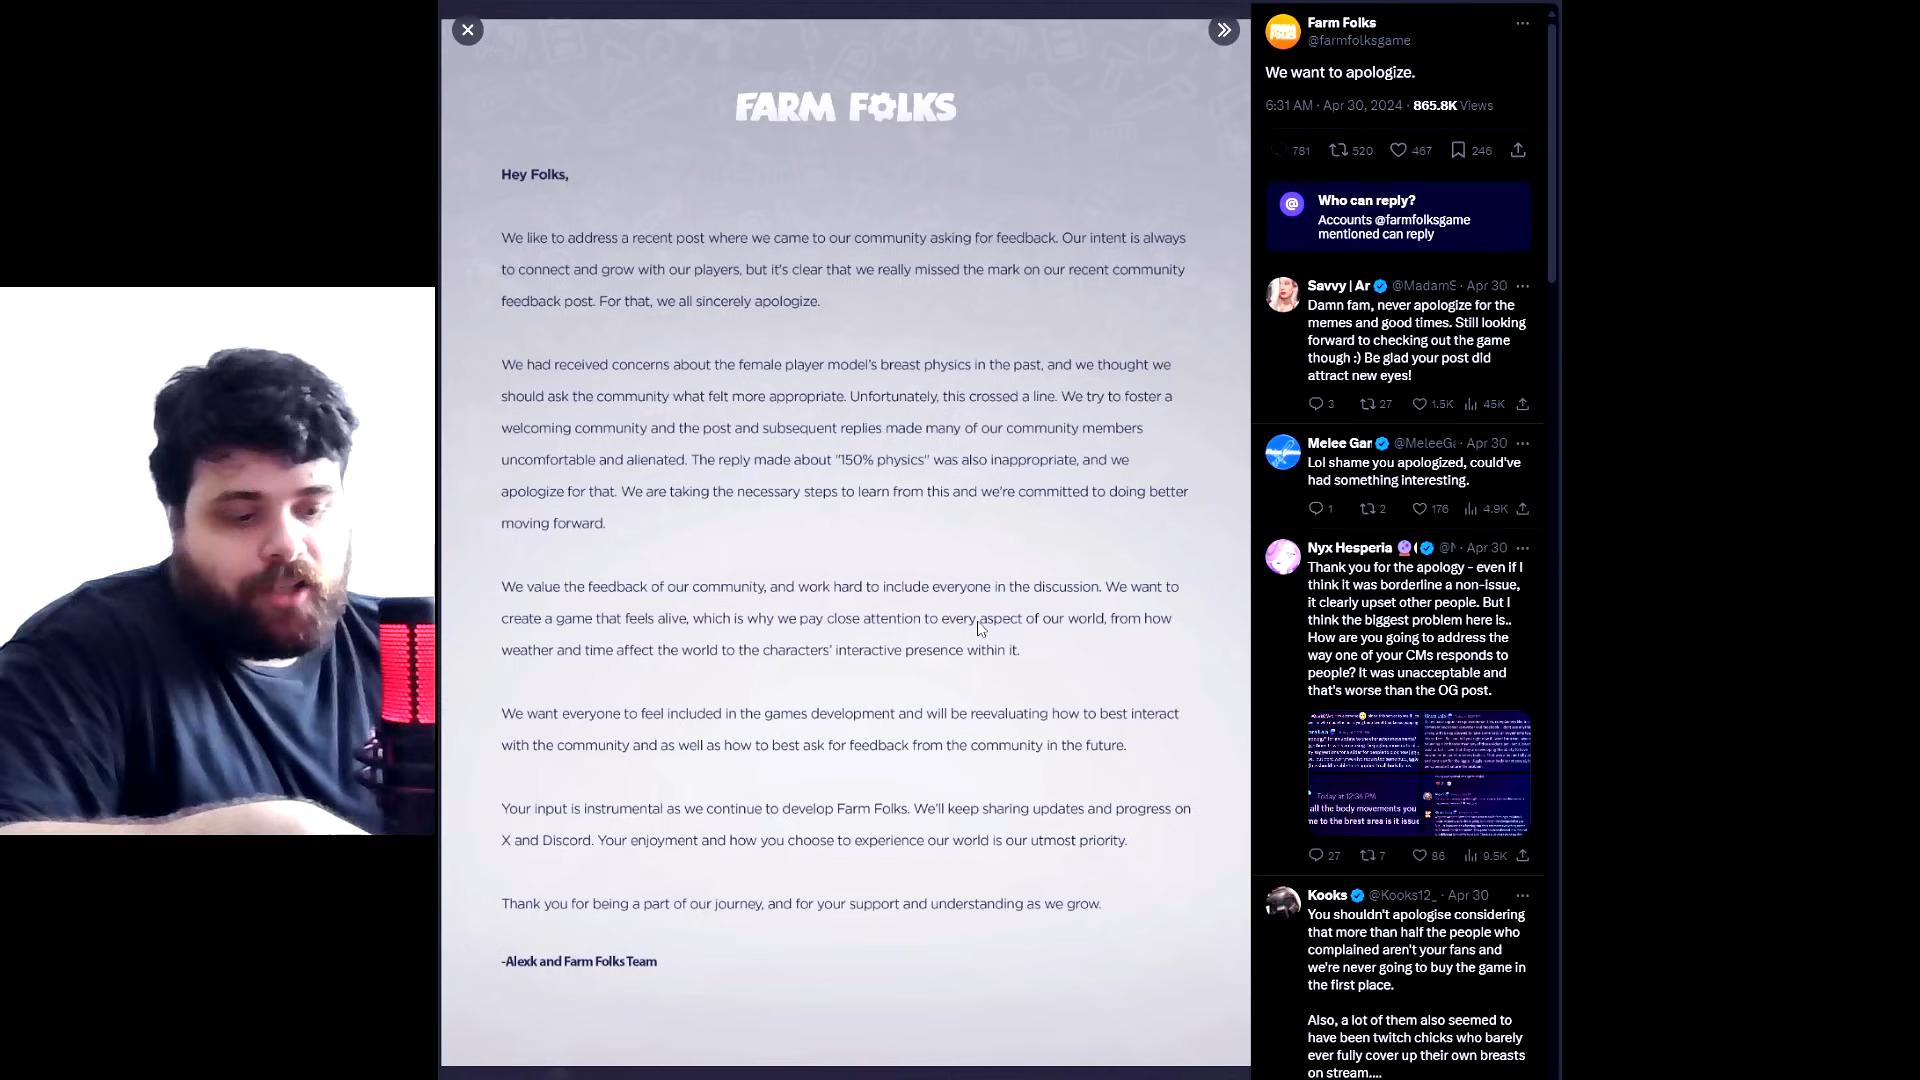 FARM FOLKS
Hey Folks,
We like to address a recent post where we came to our community asking for feedback. Our intent is always
to connect and grow with our players, but it's clear that we really missed the mark on our recent community
feedback post. For that, we all sincerely apologize.
We had received concerns about the female player model's breast physics in the past, and we thought we
should ask the community what felt more appropriate. Unfortunately, this crossed a line. We try to foster a
welcoming community and the post and subsequent replies made many of our community members
uncomfortable and alienated. The reply made about "150% physics" was also inappropriate, and we
apologize for that. We are taking the necessary steps to learn from this and we're committed to doing better
moving forward.
We value the feedback of our community, and work hard to include everyone in the discussion. We want to
create a game that feels alive, which is why we pay close attention to every aspect of our world, from how
weather and time affect the world to the characters' interactive presence within it.
We want everyone to feel included in the games development and will be reevaluating how to best interact
with the community and as well as how to best ask for feedback from the community in the future.
Your input is instrumental as we continue to develop Farm Folks. We'll keep sharing updates and progress on
X and Discord. Your enjoyment and how you choose to experience our world is our utmost priority.
Thank you for being a part of our journey, and for your support and understanding as we grow.
-Alexk and Farm Folks Team
Farm Folks
@farmfolksgame
We want to apologize.
6:31 AM · Apr 30, 2024 · 865.8K Views
781 520 467 246
Who can reply?
Accounts @farmfolksgame
mentioned can reply
Savvy | Ar @MadamS · Apr 30
Damn fam, never apologize for the
memes and good times. Still looking
forward to checking out the game
though :) Be glad your post did
attract new eyes!
3 27 1.5K 45K
Melee Gar @MeleeGa · Apr 30
Lol shame you apologized, could've
had something interesting.
1 2 176 4.9K
Nyx Hesperia @N · Apr 30
Thank you for the apology - even if I
think it was borderline a non-issue,
it clearly upset other people. But I
think the biggest problem here is..
How are you going to address the
way one of your CMs responds to
people? It was unacceptable and
that's worse than the OG post.
Today at 12:36 PM
all the body movements you
me to the brest area is it issue
27 7 86 9.5K
Kooks @Kooks12_ · Apr 30
You shouldn't apologise considering
that more than half the people who
complained aren't your fans and
we're never going to buy the game in
the first place.
Also, a lot of them also seemed to
have been twitch chicks who barely
ever fully cover up their own breasts
on stream....